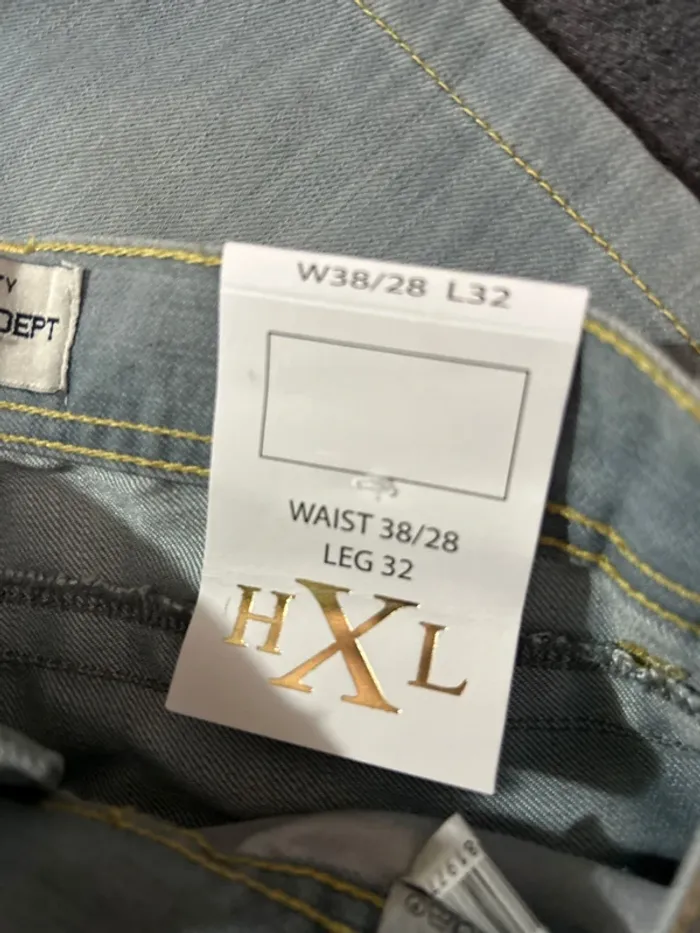 W38/28 L32
DEPT
WAIST 38/28
LEG 32
HXL